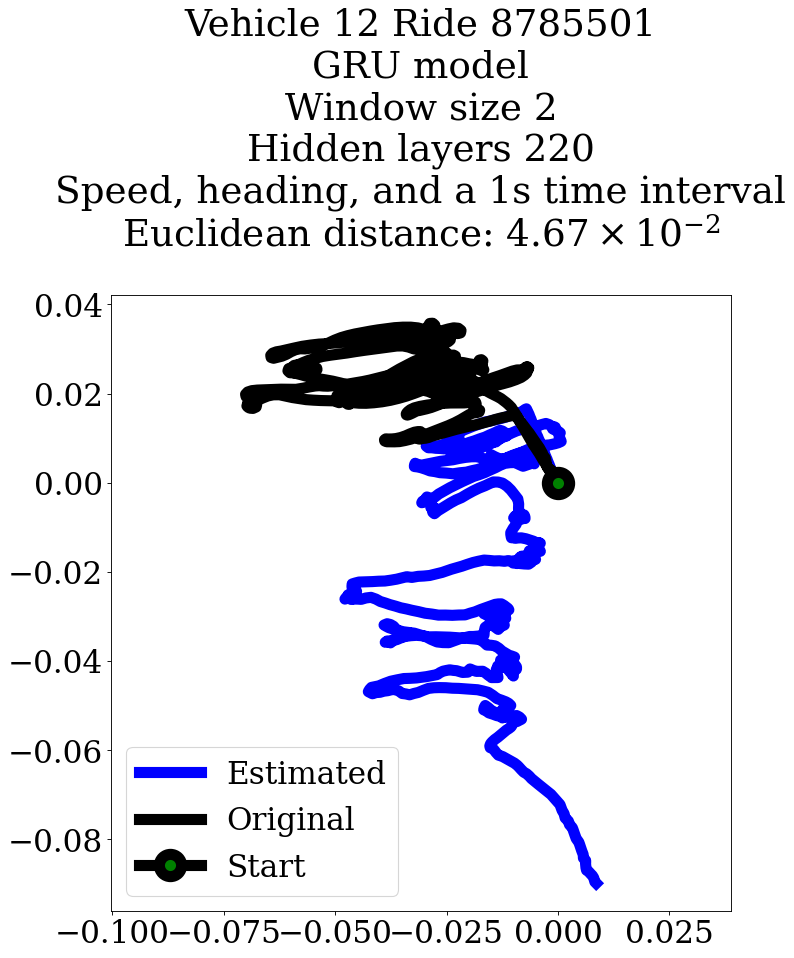 Vehicle 12 Ride 8785501
GRU model
Window size 2
Hidden layers 220
Speed, heading, and a 1s time interval
Euclidean distance: 4.67 × 10⁻²
0.04
0.02
0.00
−0.02
−0.04
−0.06
−0.08
Estimated
Original
Start
−0.100 −0.075 −0.050 −0.025 0.000 0.025